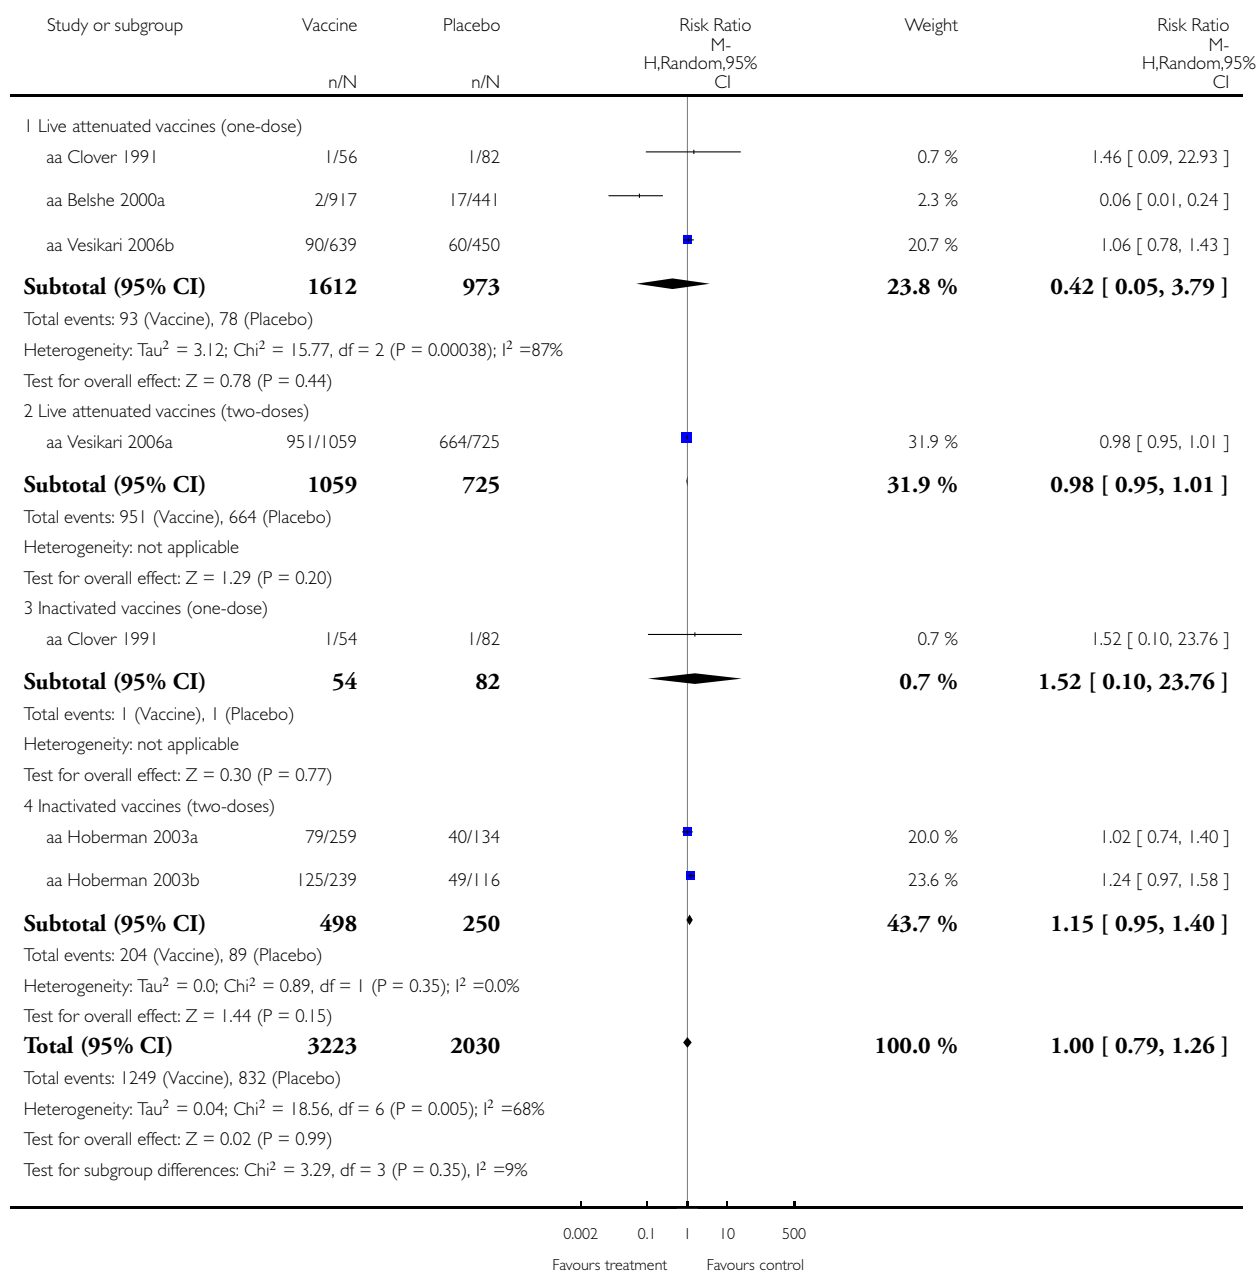 Study or subgroup Vaccine Placebo Risk Ratio Weight Risk Ratio
M- M-
H,Random,95% H,Random,95%
n/N n/N CI CI
1 Live attenuated vaccines (one-dose)
aa Clover 1991 1/56 1/82 0.7 % 1.46 [ 0.09, 22.93 ]
aa Belshe 2000a 2/917 17/441 2.3 % 0.06 [ 0.01, 0.24 ]
aa Vesikari 2006b 90/639 60/450 20.7 % 1.06 [ 0.78, 1.43 ]
Subtotal (95% CI) 1612 973 23.8 % 0.42 [ 0.05, 3.79 ]
Total events: 93 (Vaccine), 78 (Placebo)
Heterogeneity: Tau² = 3.12; Chi² = 15.77, df = 2 (P = 0.00038); I² =87%
Test for overall effect: Z = 0.78 (P = 0.44)
2 Live attenuated vaccines (two-doses)
aa Vesikari 2006a 951/1059 664/725 31.9 % 0.98 [ 0.95, 1.01 ]
Subtotal (95% CI) 1059 725 31.9 % 0.98 [ 0.95, 1.01 ]
Total events: 951 (Vaccine), 664 (Placebo)
Heterogeneity: not applicable
Test for overall effect: Z = 1.29 (P = 0.20)
3 Inactivated vaccines (one-dose)
aa Clover 1991 1/54 1/82 0.7 % 1.52 [ 0.10, 23.76 ]
Subtotal (95% CI) 54 82 0.7 % 1.52 [ 0.10, 23.76 ]
Total events: 1 (Vaccine), 1 (Placebo)
Heterogeneity: not applicable
Test for overall effect: Z = 0.30 (P = 0.77)
4 Inactivated vaccines (two-doses)
aa Hoberman 2003a 79/259 40/134 20.0 % 1.02 [ 0.74, 1.40 ]
aa Hoberman 2003b 125/239 49/116 23.6 % 1.24 [ 0.97, 1.58 ]
Subtotal (95% CI) 498 250 43.7 % 1.15 [ 0.95, 1.40 ]
Total events: 204 (Vaccine), 89 (Placebo)
Heterogeneity: Tau² = 0.0; Chi² = 0.89, df = 1 (P = 0.35); I² =0.0%
Test for overall effect: Z = 1.44 (P = 0.15)
Total (95% CI) 3223 2030 100.0 % 1.00 [ 0.79, 1.26 ]
Total events: 1249 (Vaccine), 832 (Placebo)
Heterogeneity: Tau² = 0.04; Chi² = 18.56, df = 6 (P = 0.005); I² =68%
Test for overall effect: Z = 0.02 (P = 0.99)
Test for subgroup differences: Chi² = 3.29, df = 3 (P = 0.35), I² =9%
0.002 0.1 1 10 500
Favours treatment Favours control